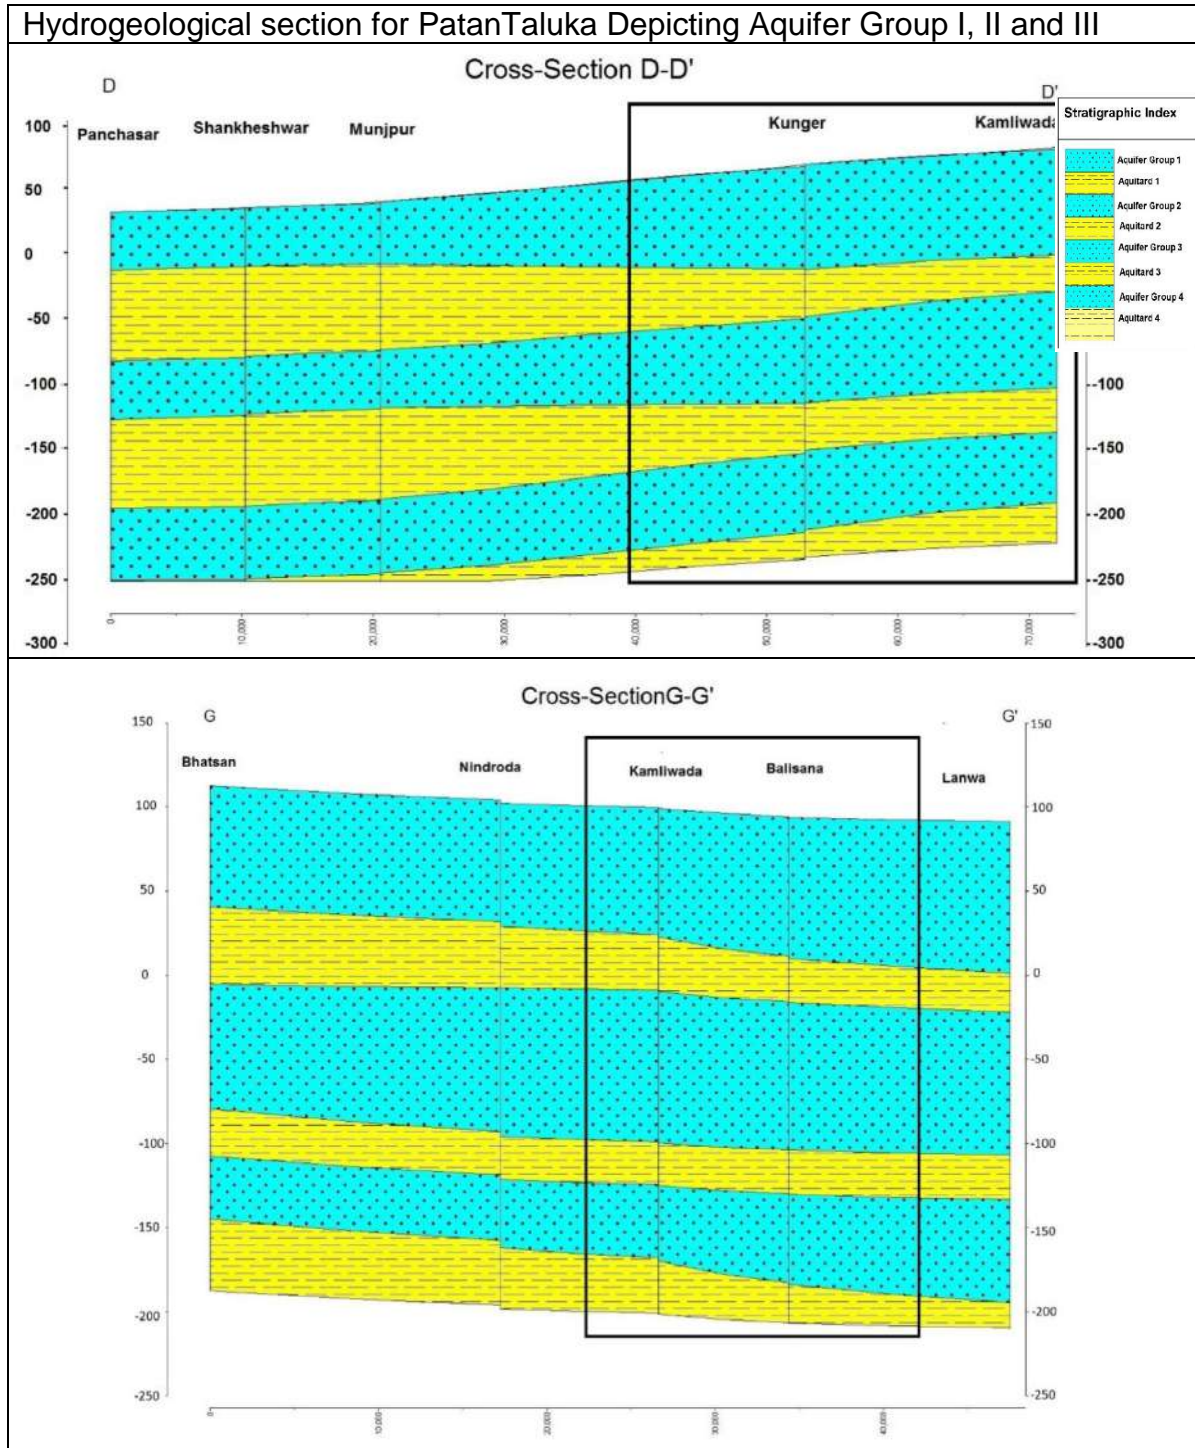 Hydrogeological section for PatanTaluka Depicting Aquifer Group I, II and III
Cross-Section D-D'
D
D'
Panchasar Shankheshwar Munjpur Kunger Kamliwada
Stratigraphic Index
Aquifer Group 1
Aquitard 1
Aquifer Group 2
Aquitard 2
Aquifer Group 3
Aquitard 3
Aquifer Group 4
Aquitard 4
100
50
0
-50
-100 --100
-150 --150
-200 --200
-250 --250
-300 --300
0 10,000 20,000 30,000 40,000 50,000 60,000 70,000
Cross-SectionG-G'
G G'
150 150
Bhatsan Nindroda Kamliwada Balisana Lanwa
100 100
50 50
0 0
-50 -50
-100 -100
-150 -150
-200 -200
-250 -250
0 10,000 20,000 30,000 40,000